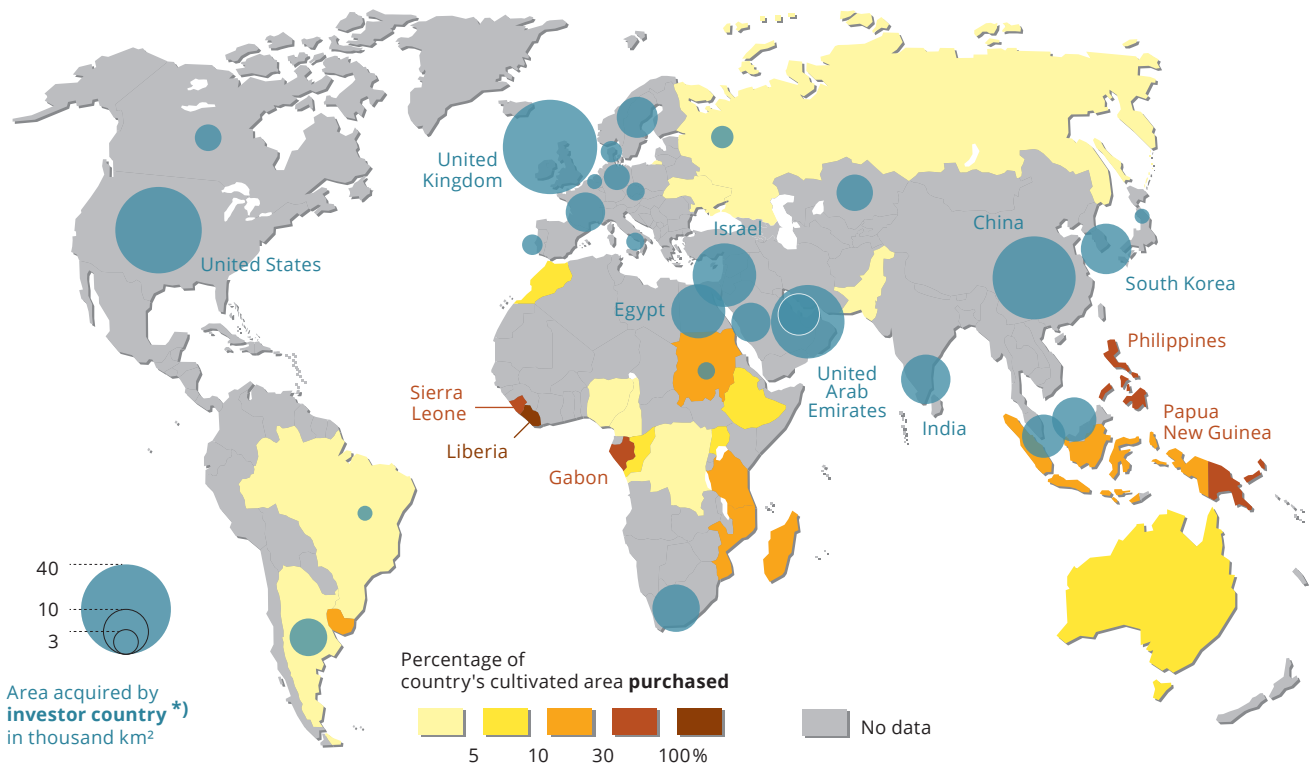 United
Kingdom
Israel
China
United States
South Korea
Egypt
Philippines
United
Arab
Emirates
Sierra
Leone
Papua
New Guinea
India
Liberia
Gabon
40
10
3
Area acquired by
investor country *)
in thousand km²
Percentage of
country's cultivated area purchased
5 10 30 100%
No data